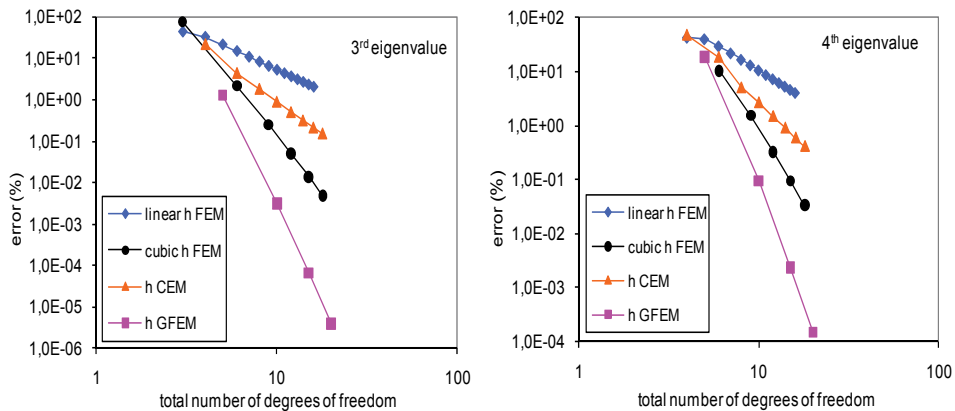 1,0E+02
1,0E+01
1,0E+00
1,0E-01
1,0E-02
1,0E-03
1,0E-04
1,0E-05
1,0E-06
error (%)
3rd eigenvalue
linear h FEM
cubic h FEM
h CEM
h GFEM
1
10
100
total number of degrees of freedom
1,0E+02
1,0E+01
1,0E+00
1,0E-01
1,0E-02
1,0E-03
1,0E-04
error (%)
4th eigenvalue
linear h FEM
cubic h FEM
h CEM
h GFEM
1
10
100
total number of degrees of freedom